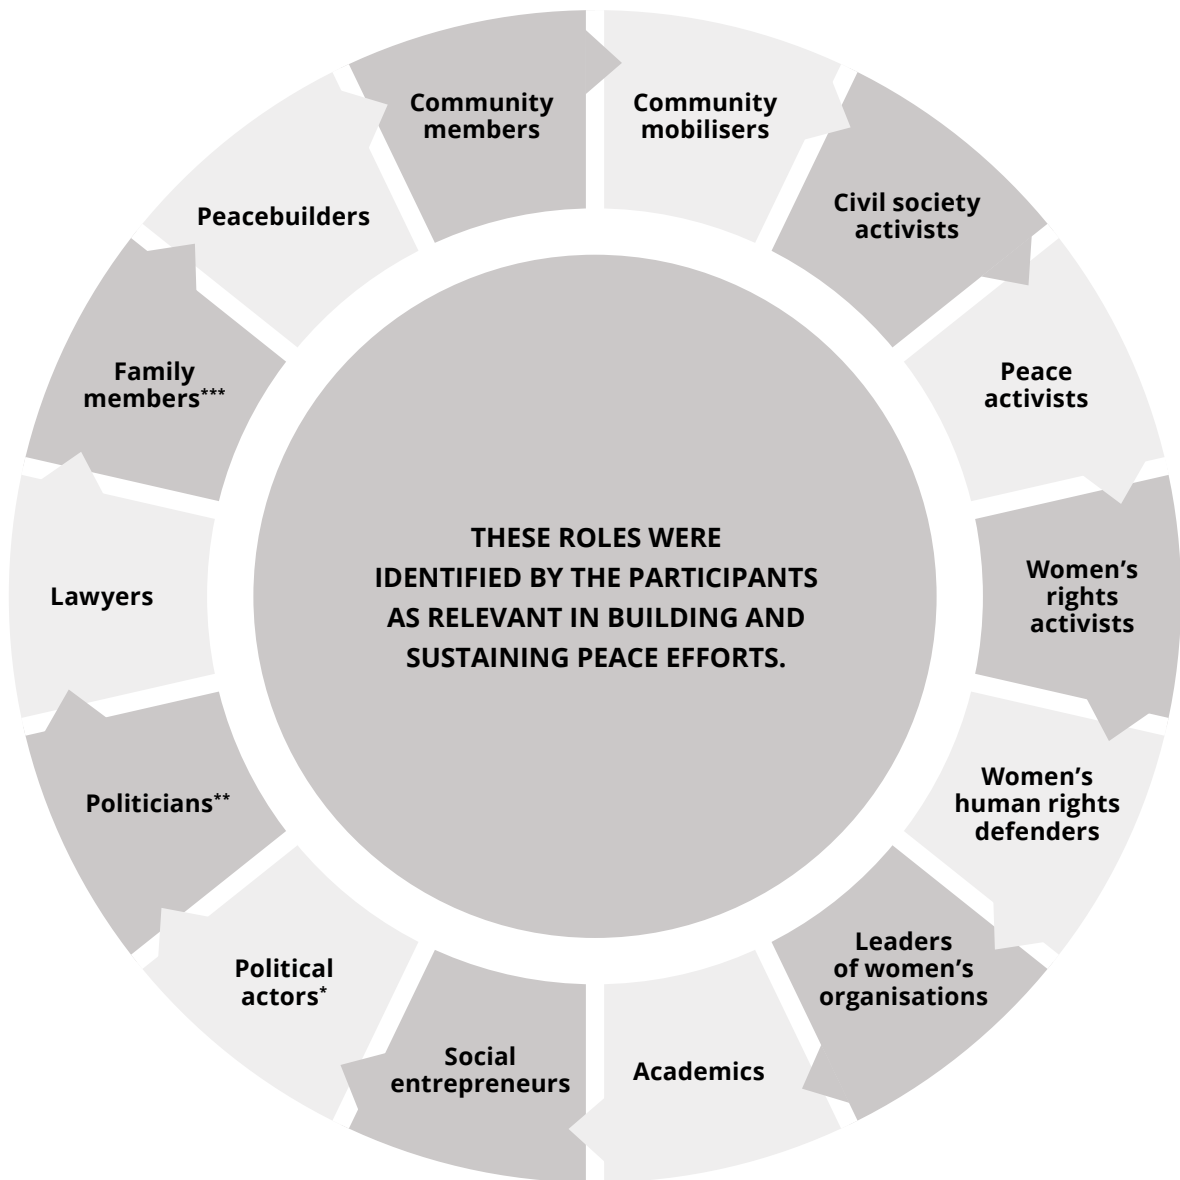 Community
members
Community
mobilisers
Civil society
activists
Peace
activists
Women’s
rights
activists
Women’s
human rights
defenders
Leaders
of women’s
organisations
Academics
Social
entrepreneurs
Political
actors*
Politicians**
Lawyers
Family
members***
Peacebuilders
THESE ROLES WERE
IDENTIFIED BY THE PARTICIPANTS
AS RELEVANT IN BUILDING AND
SUSTAINING PEACE EFFORTS.